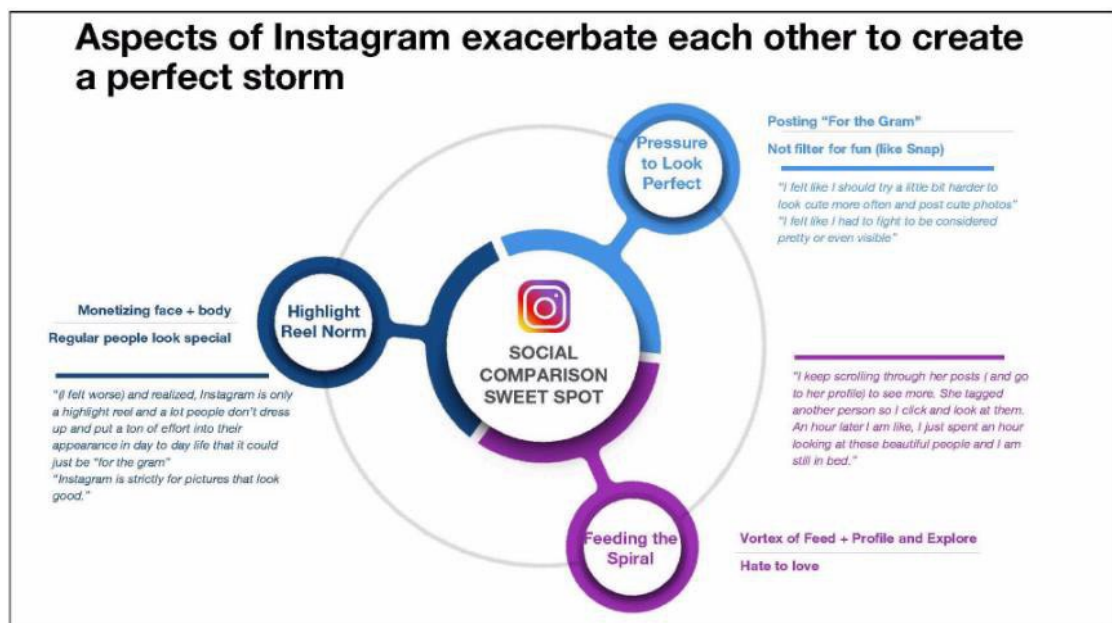 Aspects of Instagram exacerbate each other to create
a perfect storm
Pressure
to Look
Perfect
Posting “For the Gram”
Not filter for fun (like Snap)
"I felt like I should try a little bit harder to
look cute more often and post cute photos"
"I felt like I had to fight to be considered
pretty or even visible"
Highlight
Reel Norm
Monetizing face + body
Regular people look special
"(I felt worse) and realized, Instagram is only
a highlight reel and a lot people don't dress
up and put a ton of effort into their
appearance in day to day life that it could
just be "for the gram"
"Instagram is strictly for pictures that look
good."
SOCIAL
COMPARISON
SWEET SPOT
"I keep scrolling through her posts ( and go
to her profile) to see more. She tagged
another person so I click and look at them.
An hour later I am like, I just spent an hour
looking at these beautiful people and I am
still in bed."
Feeding the
Spiral
Vortex of Feed + Profile and Explore
Hate to love